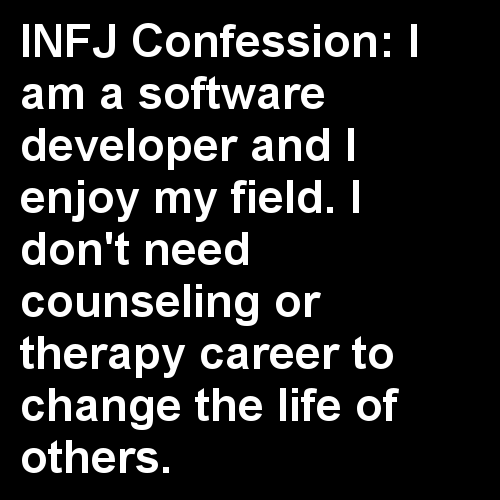 INFJ Confession: I
am a software
developer and I
enjoy my field. I
don't need
counseling or
therapy career to
change the life of
others.